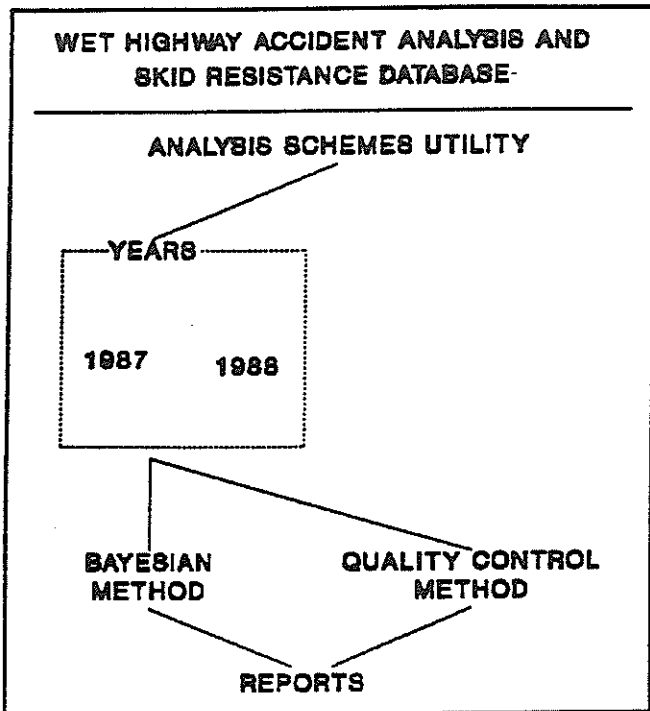 WET HIGHWAY ACCIDENT ANALYSIS AND
SKID RESISTANCE DATABASE-
ANALYSIS SCHEMES UTILITY
YEARS
1987 1988
BAYESIAN METHOD
QUALITY CONTROL METHOD
REPORTS